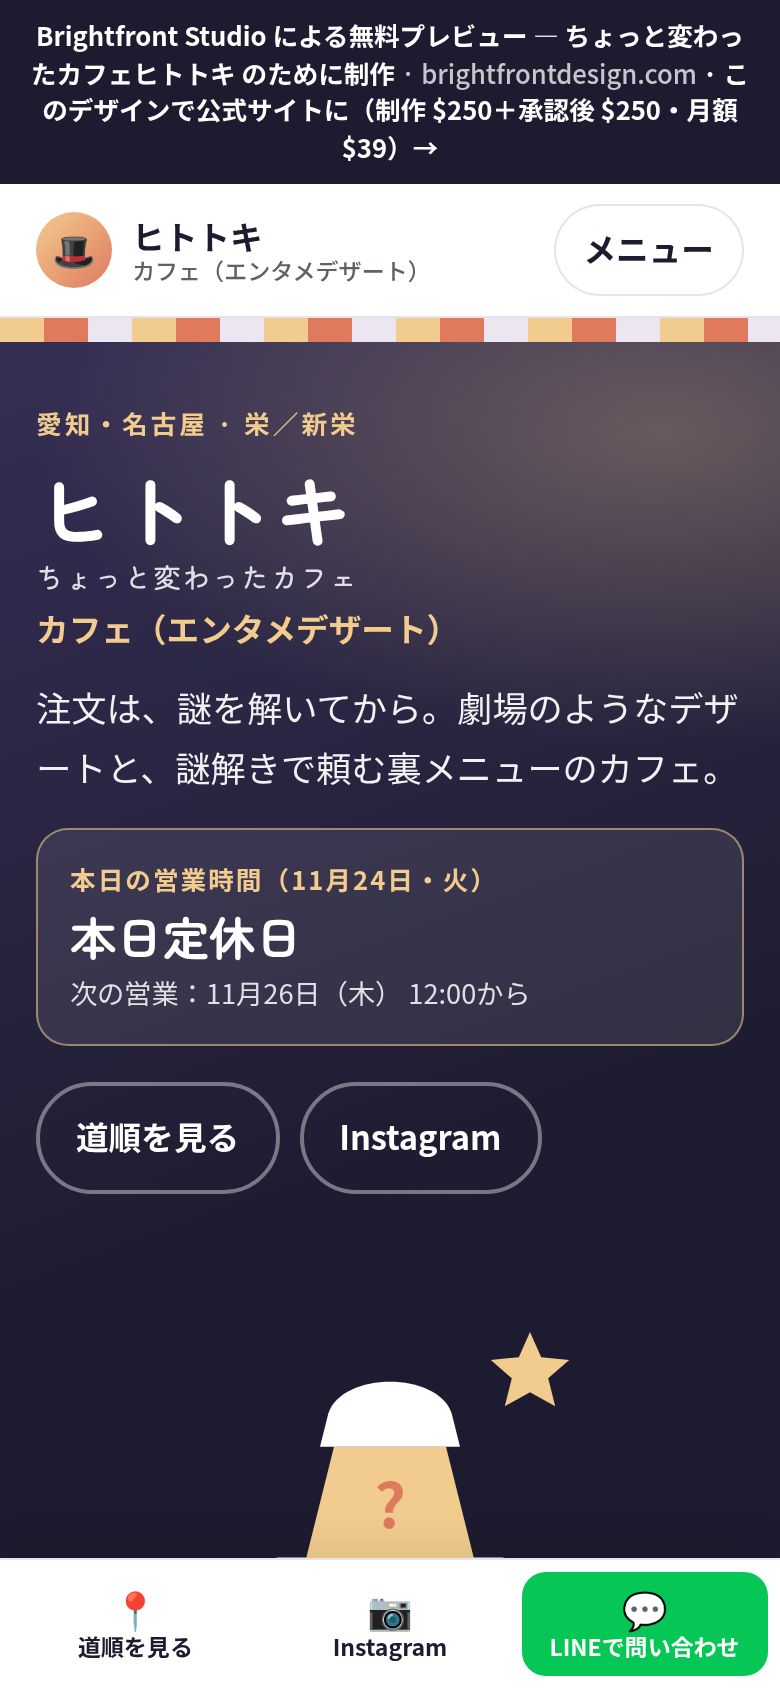 Brightfront Studio による無料プレビュー — ちょっと変わっ
たカフェヒトトキ のために制作 · brightfrontdesign.com · こ
のデザインで公式サイトに（制作 $250＋承認後 $250・月額
$39）→
ヒトトキ
カフェ（エンタメデザート）
メニュー
愛知・名古屋 · 栄／新栄
ヒトトキ
ちょっと変わったカフェ
カフェ（エンタメデザート）
注文は、謎を解いてから。劇場のようなデザ
ートと、謎解きで頼む裏メニューのカフェ。
本日の営業時間（11月24日・火）
本日定休日
次の営業：11月26日（木） 12:00から
道順を見る
Instagram
?
道順を見る
Instagram
LINEで問い合わせ